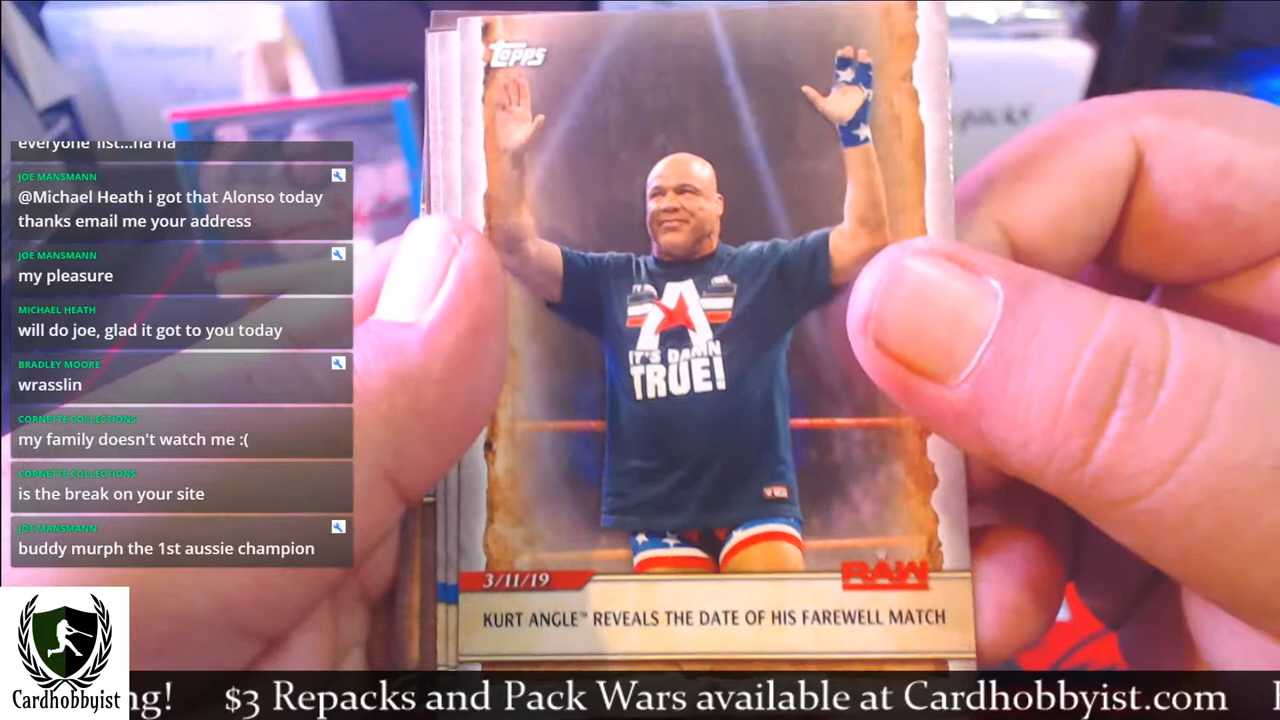 everyone list...ha ha
JOE MANSMANN
@Michael Heath i got that Alonso today
thanks email me your address
JOE MANSMANN
my pleasure
MICHAEL HEATH
will do joe, glad it got to you today
BRADLEY MOORE
wrasslin
CORNETTE COLLECTIONS
my family doesn't watch me :(
CORNETTE COLLECTIONS
is the break on your site
JOE MANSMANN
buddy murph the 1st aussie champion
Topps
IT'S DAMN
TRUE!
3/11/19
RAW
KURT ANGLE™ REVEALS THE DATE OF HIS FAREWELL MATCH
Cardhobbyist
ng! $3 Repacks and Pack Wars available at Cardhobbyist.com